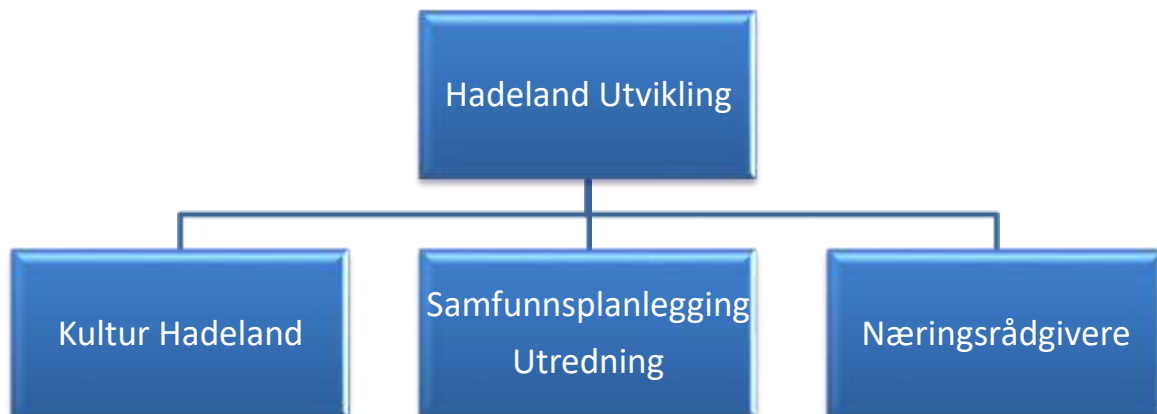 Hadeland Utvikling
Kultur Hadeland
Samfunnsplanlegging
Utredning
Næringsrådgivere